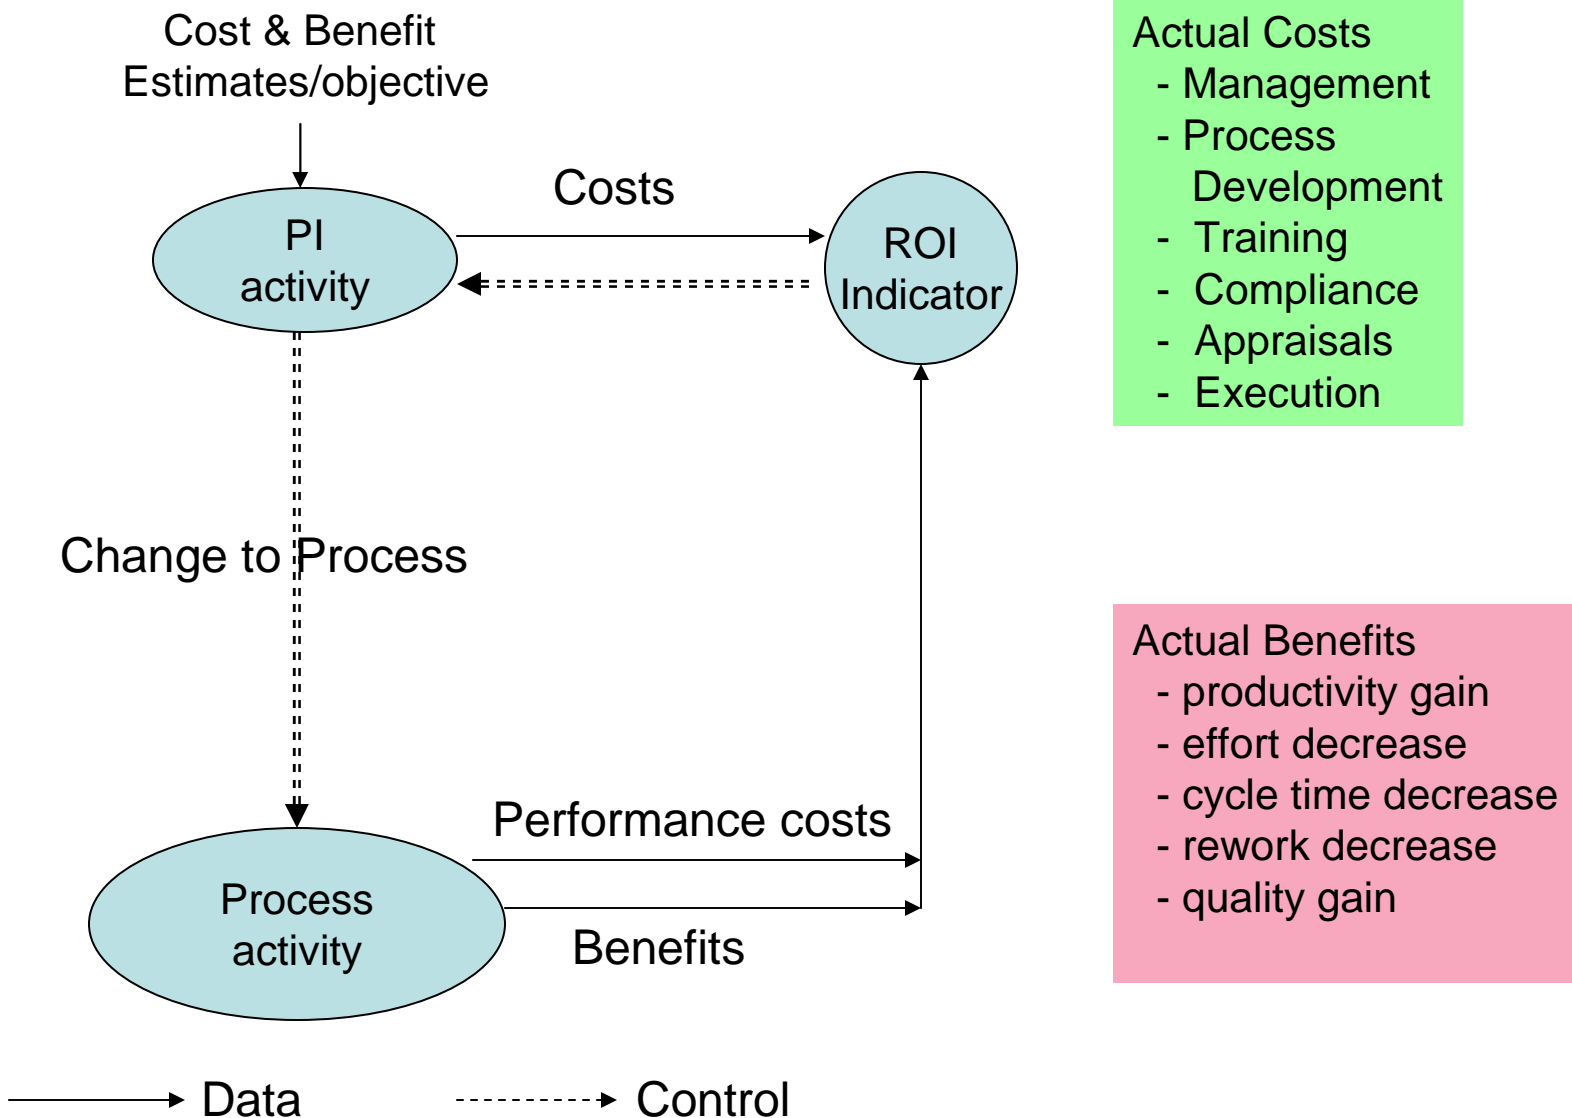 Cost & Benefit
Estimates/objective
PI
activity
Costs
ROI
Indicator
Change to Process
Performance costs
Process
activity
Benefits
Data
Control
Actual Costs
- Management
- Process
Development
- Training
- Compliance
- Appraisals
- Execution
Actual Benefits
- productivity gain
- effort decrease
- cycle time decrease
- rework decrease
- quality gain